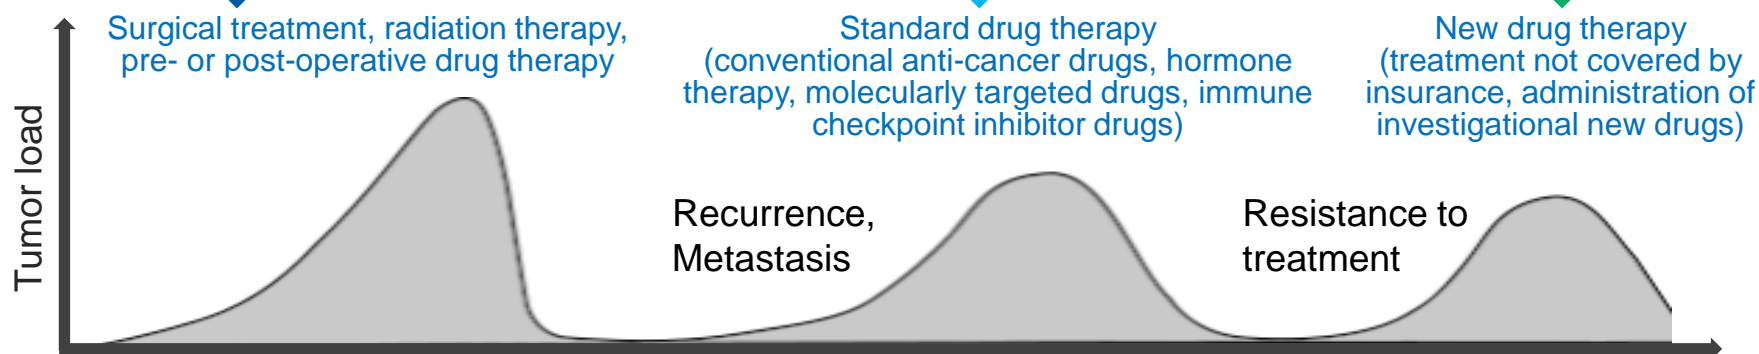 Surgical treatment, radiation therapy,
pre- or post-operative drug therapy
Standard drug therapy
(conventional anti-cancer drugs, hormone
therapy, molecularly targeted drugs, immune
checkpoint inhibitor drugs)
New drug therapy
(treatment not covered by
insurance, administration of
investigational new drugs)
Tumor load
Recurrence,
Metastasis
Resistance to
treatment